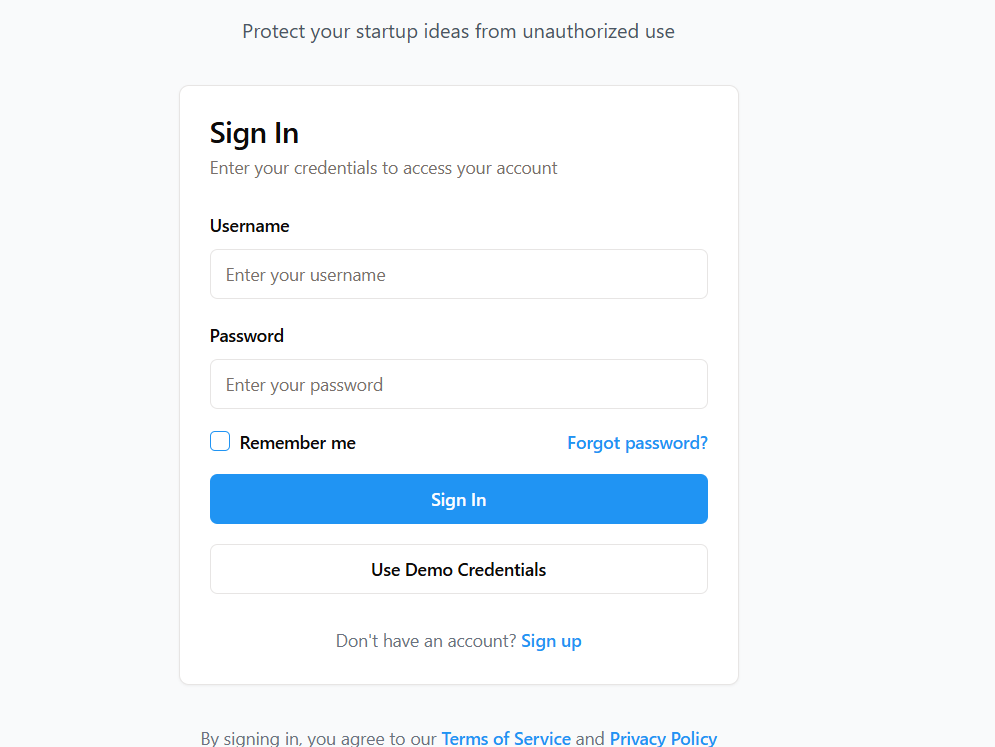 Protect your startup ideas from unauthorized use
Sign In
Enter your credentials to access your account
Username
Enter your username
Password
Enter your password
Remember me Forgot password?
Sign In
Use Demo Credentials
Don't have an account? Sign up
By signing in, you agree to our Terms of Service and Privacy Policy